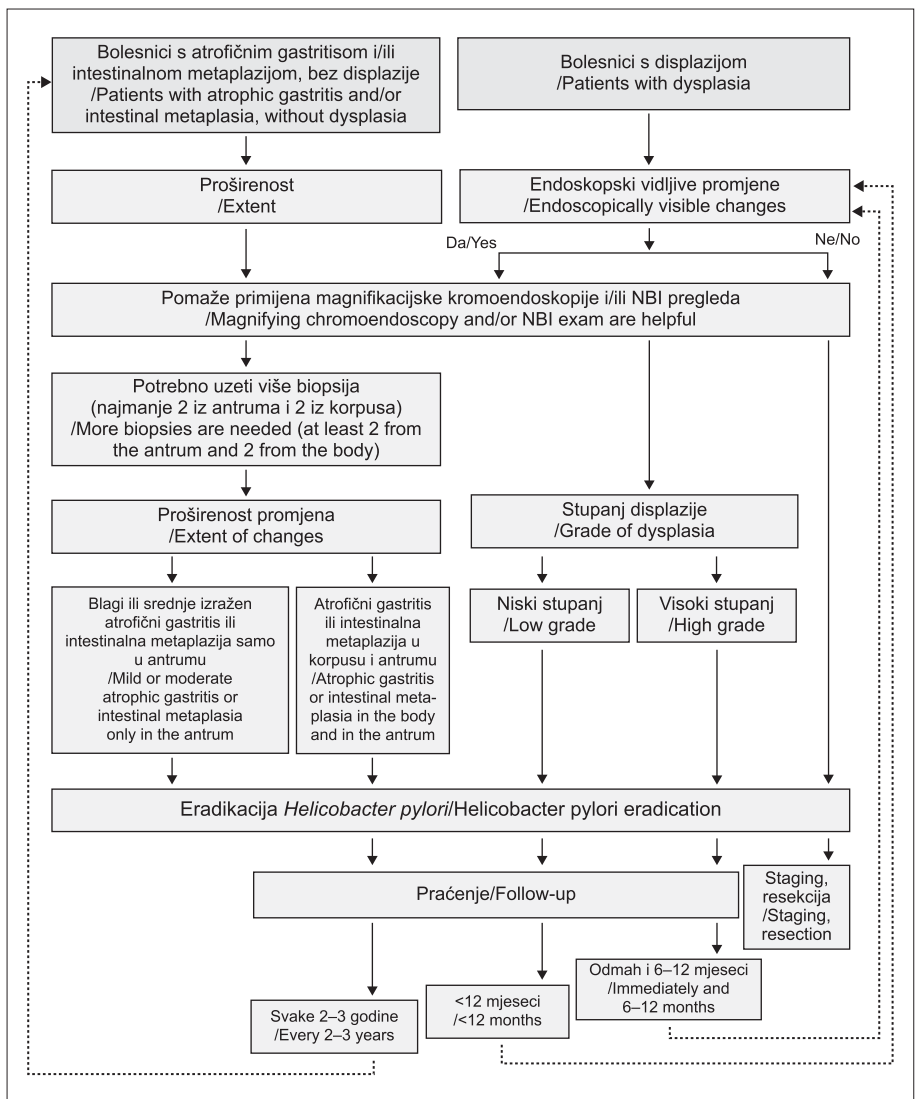 Bolesnici s atrofičnim gastritisom i/ili
intestinalnom metaplazijom, bez displazije
/Patients with atrophic gastritis and/or
intestinal metaplasia, without dysplasia
Bolesnici s displazijom
/Patients with dysplasia
Proširenost
/Extent
Endoskopski vidljive promjene
/Endoscopically visible changes
Da/Yes
Ne/No
Pomaže primijena magnifikacijske kromoendoskopije i/ili NBI pregleda
/Magnifying chromoendoscopy and/or NBI exam are helpful
Potrebno uzeti više biopsija
(najmanje 2 iz antruma i 2 iz korpusa)
/More biopsies are needed (at least 2 from
the antrum and 2 from the body)
Proširenost promjena
/Extent of changes
Stupanj displazije
/Grade of dysplasia
Blagi ili srednje izražen
atrofični gastritis ili
intestinalna metaplazija samo
u antrumu
/Mild or moderate
atrophic gastritis or
intestinal metaplasia
only in the antrum
Atrofični gastritis
ili intestinalna
metaplazija u
korpusu i antrumu
/Atrophic gastritis
or intestinal meta-
plasia in the body
and in the antrum
Niski stupanj
/Low grade
Visoki stupanj
/High grade
Eradikacija Helicobacter pylori/Helicobacter pylori eradication
Praćenje/Follow-up
Staging,
resekcija
/Staging,
resection
Svake 2–3 godine
/Every 2–3 years
<12 mjeseci
/<12 months
Odmah i 6–12 mjeseci
/Immediately and
6–12 months